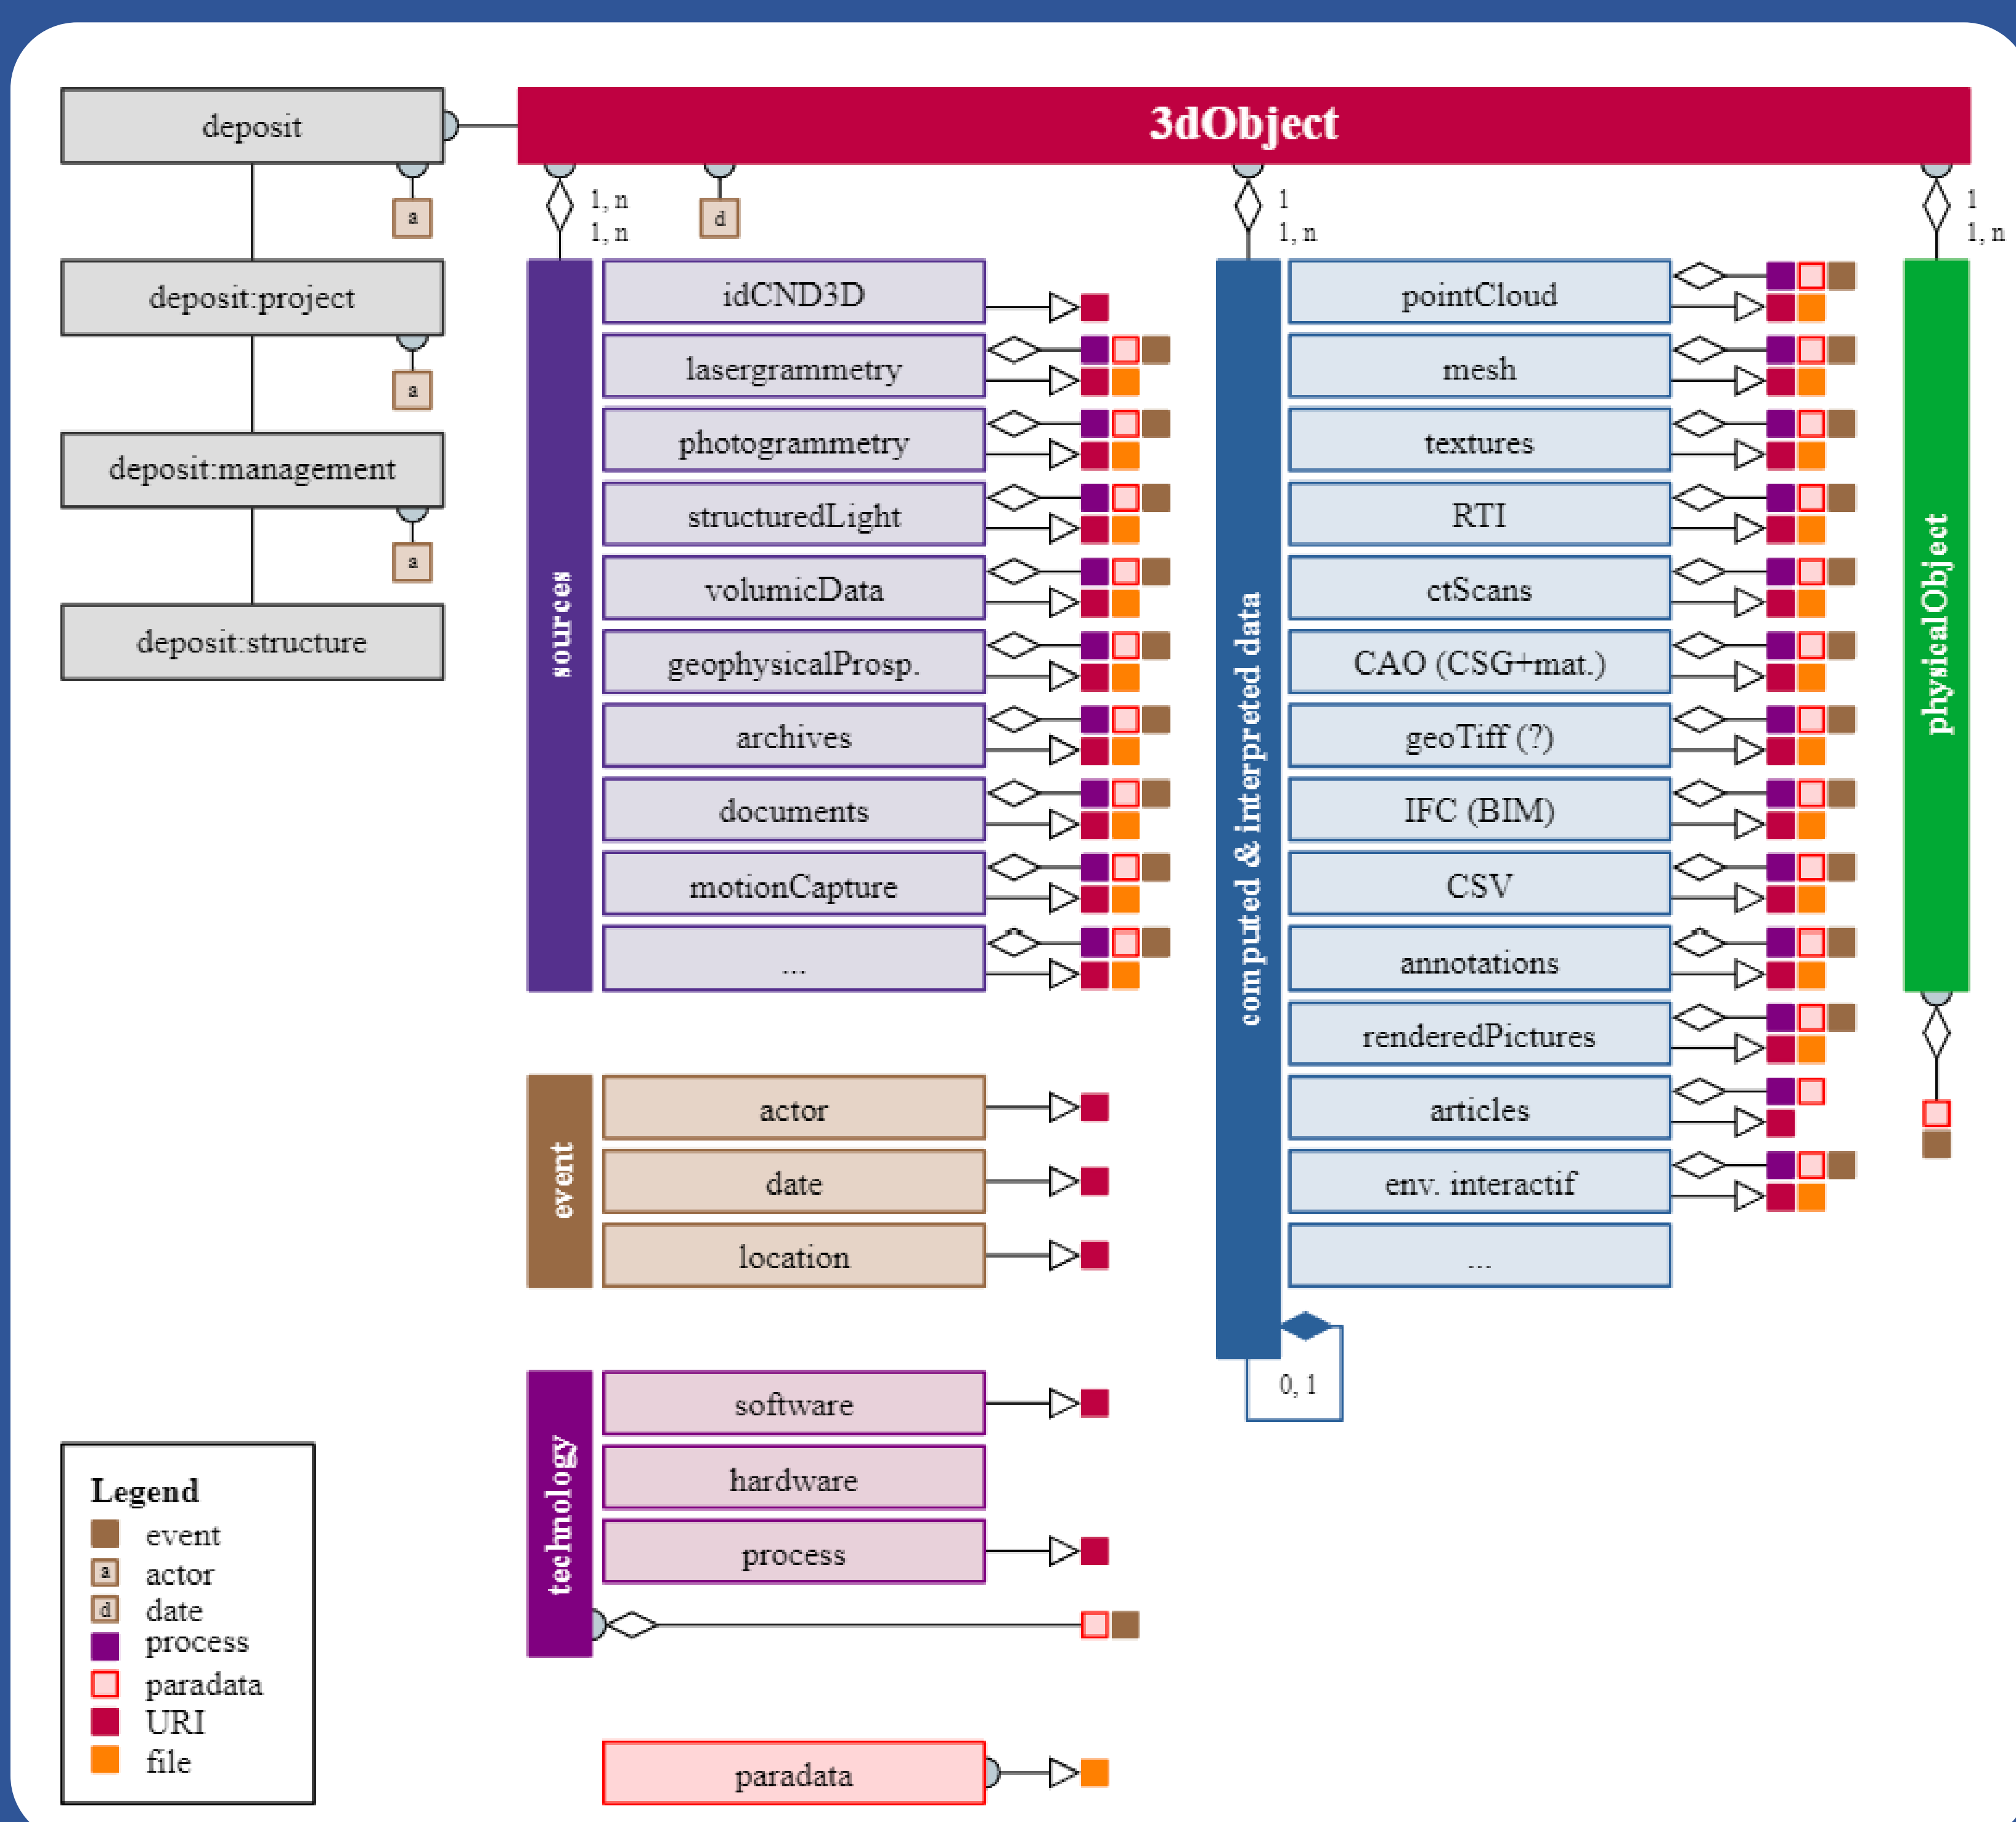 deposit
a
deposit:project
a
deposit:management
a
deposit:structure
3dObject
1, n
1, n
d
1
1, n
1
1, n
sources
idCND3D
lasergrammetry
photogrammetry
structuredLight
volumicData
geophysicalProsp.
archives
documents
motionCapture
...
event
actor
date
location
technology
software
hardware
process
paradata
computed & interpreted data
pointCloud
mesh
textures
RTI
ctScans
CAO (CSG+mat.)
geoTiff (?)
IFC (BIM)
CSV
annotations
renderedPictures
articles
env. interactif
...
0, 1
physicalObject
Legend
event
a actor
d date
process
paradata
URI
file